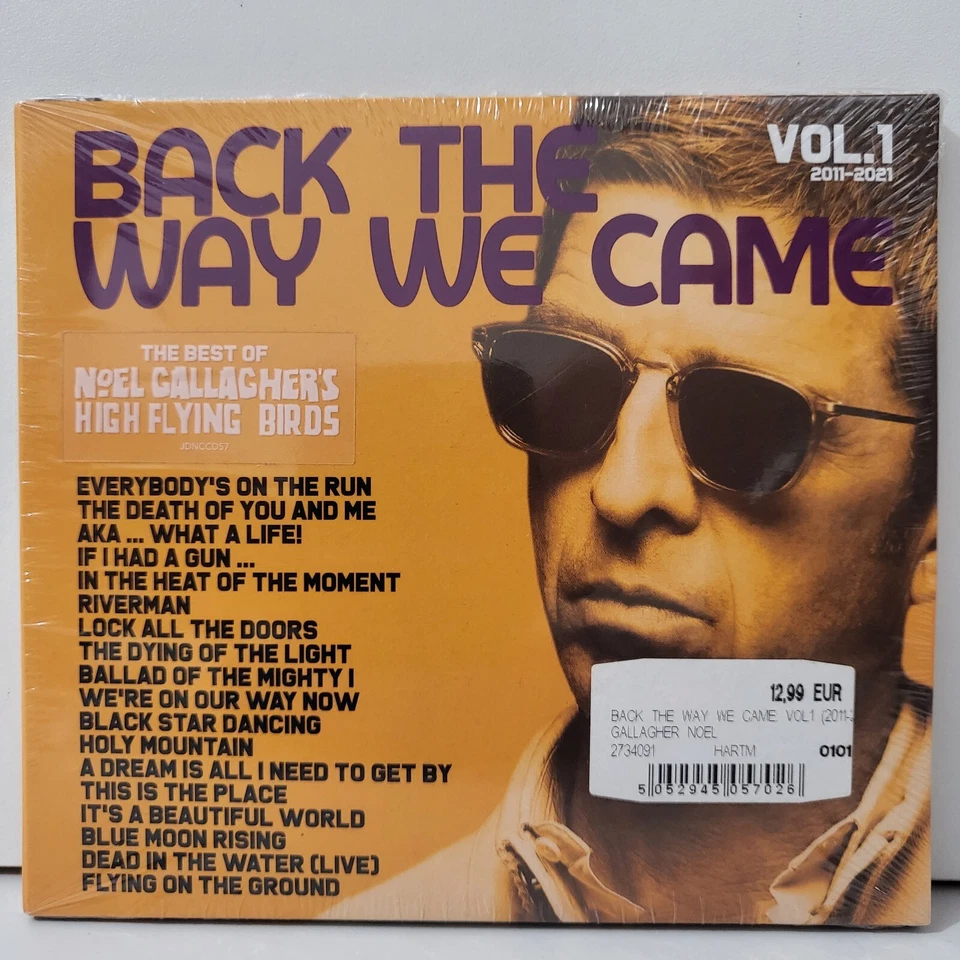 BACK THE
WAY WE CAME
VOL.1
2011-2021
THE BEST OF
NOEL GALLAGHER'S
HIGH FLYING BIRDS
JDNCCD57
EVERYBODY'S ON THE RUN
THE DEATH OF YOU AND ME
AKA ... WHAT A LIFE!
IF I HAD A GUN ...
IN THE HEAT OF THE MOMENT
RIVERMAN
LOCK ALL THE DOORS
THE DYING OF THE LIGHT
BALLAD OF THE MIGHTY I
WE'RE ON OUR WAY NOW
BLACK STAR DANCING
HOLY MOUNTAIN
A DREAM IS ALL I NEED TO GET BY
THIS IS THE PLACE
IT'S A BEAUTIFUL WORLD
BLUE MOON RISING
DEAD IN THE WATER (LIVE)
FLYING ON THE GROUND
12,99 EUR
BACK THE WAY WE CAME VOL1 (2011-2
GALLAGHER NOEL
2734091 HARTM 0101
5 052945 057026